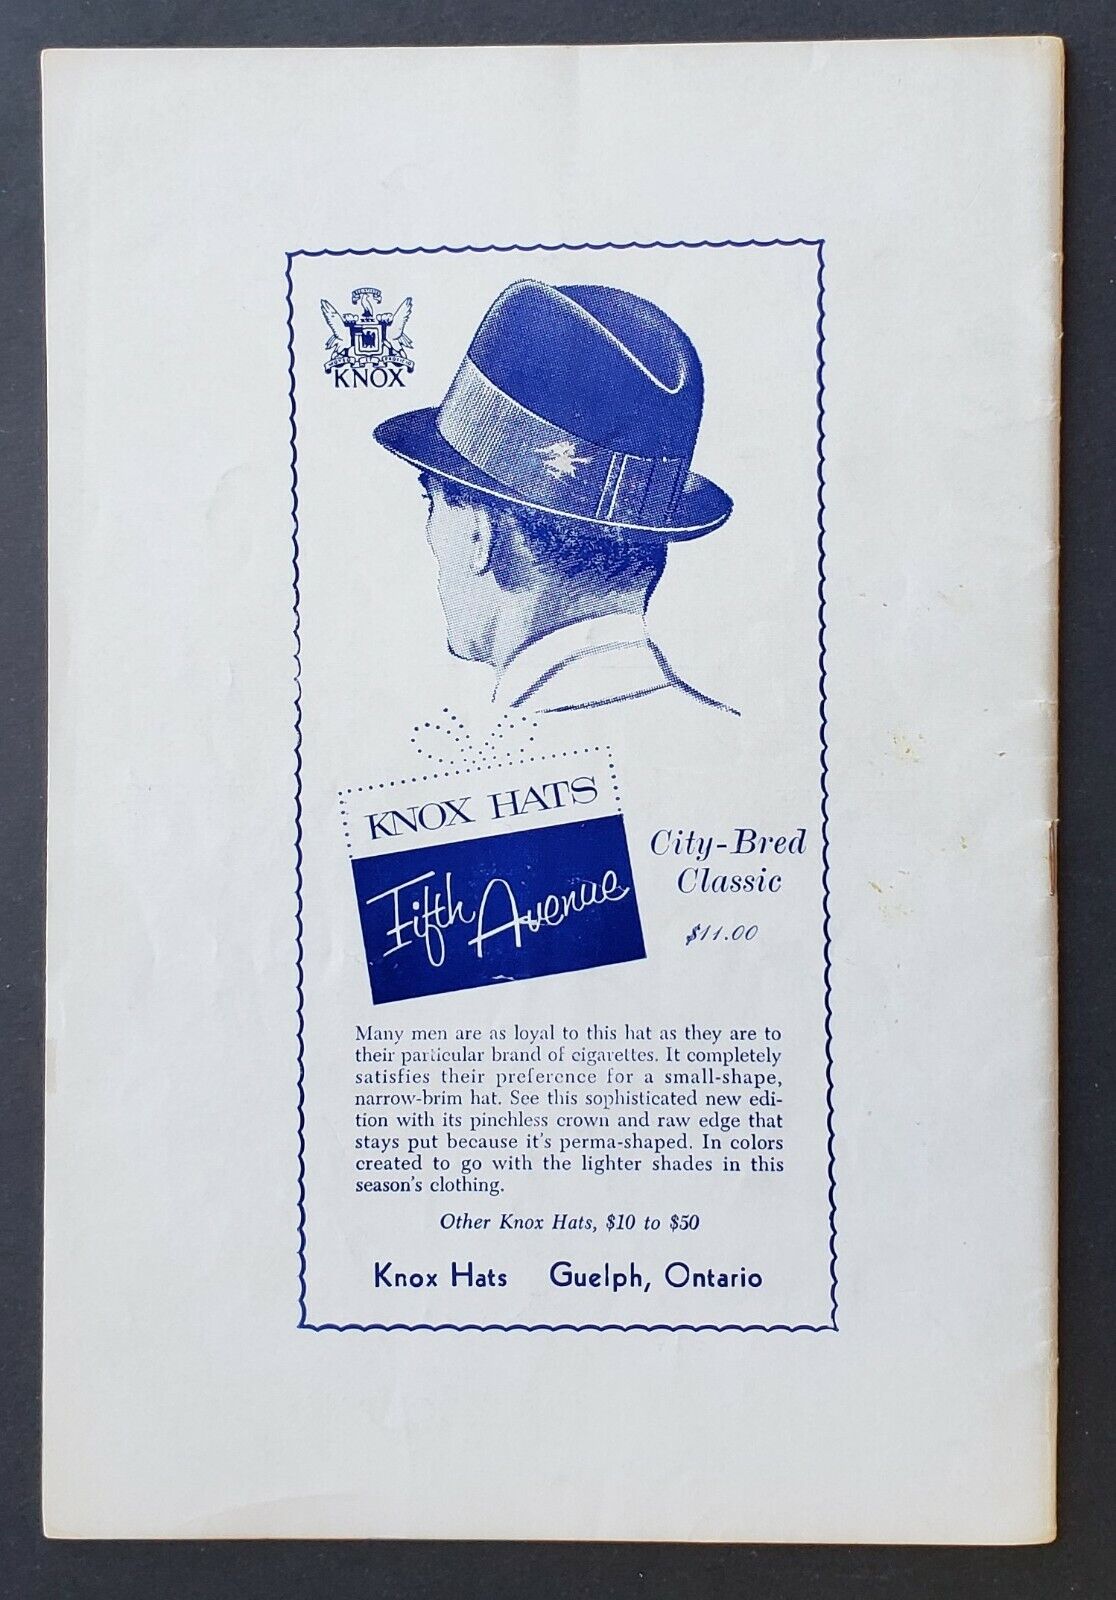 KNOX
KNOX HATS
Fifth Avenue
City-Bred
Classic
$11.00
Many men are as loyal to this hat as they are to
their particular brand of cigarettes. It completely
satisfies their preference for a small-shape,
narrow-brim hat. See this sophisticated new edi-
tion with its pinchless crown and raw edge that
stays put because it's perma-shaped. In colors
created to go with the lighter shades in this
season's clothing.
Other Knox Hats, $10 to $50
Knox Hats Guelph, Ontario